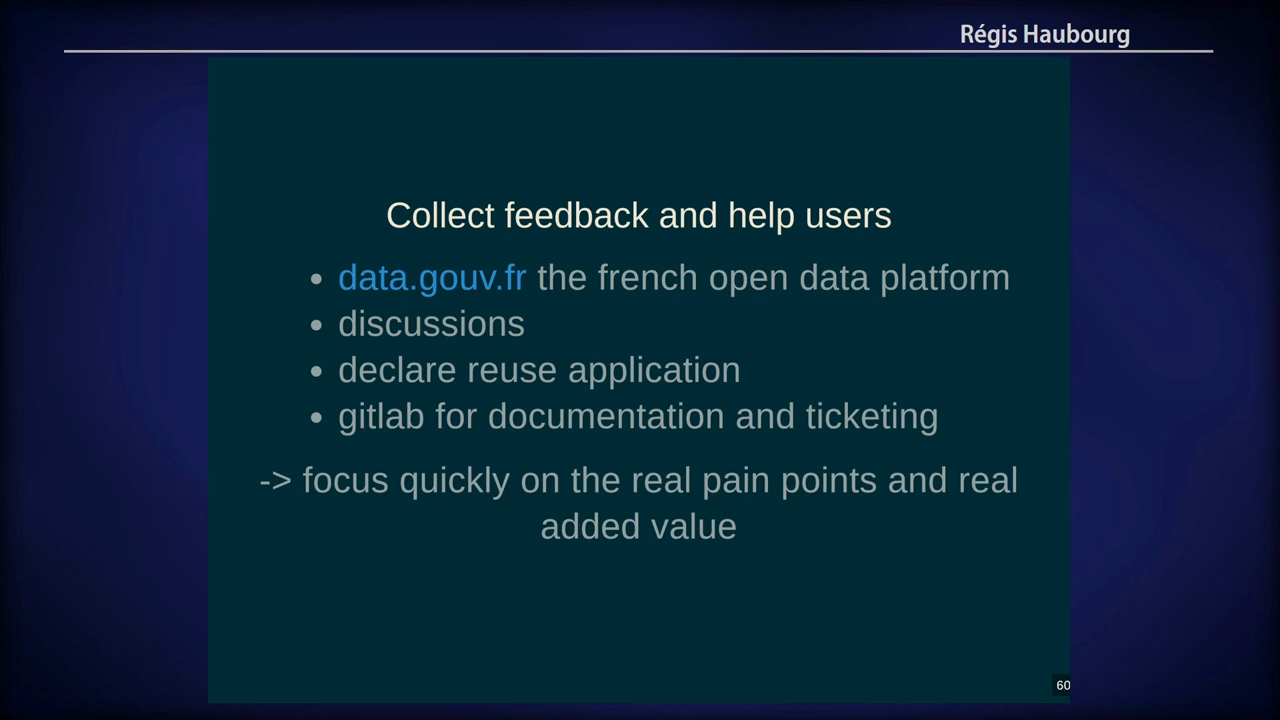 Régis Haubourg
Collect feedback and help users
• data.gouv.fr the french open data platform
• discussions
• declare reuse application
• gitlab for documentation and ticketing
-> focus quickly on the real pain points and real
added value
60